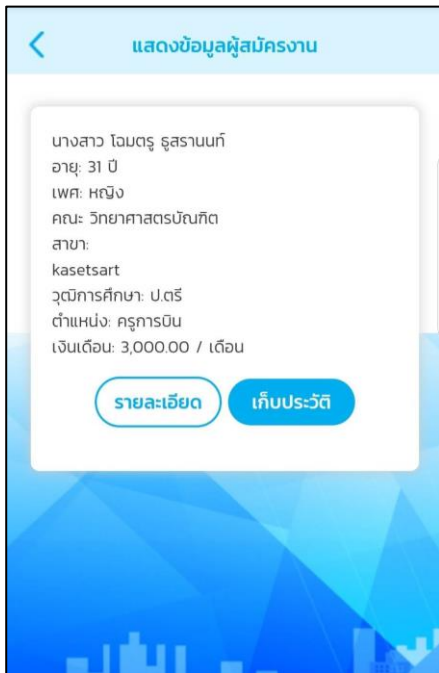 แสดงข้อมูลผู้สมัครงาน
นางสาว โฉมตรู ธูสรานนท์
อายุ: 31 ปี
เพศ: หญิง
คณะ วิทยาศาสตรบัณฑิต
สาขา:
kasetsart
วุฒิการศึกษา: ป.ตรี
ตำแหน่ง: ครูการบิน
เงินเดือน: 3,000.00 / เดือน
รายละเอียด
เก็บประวัติ